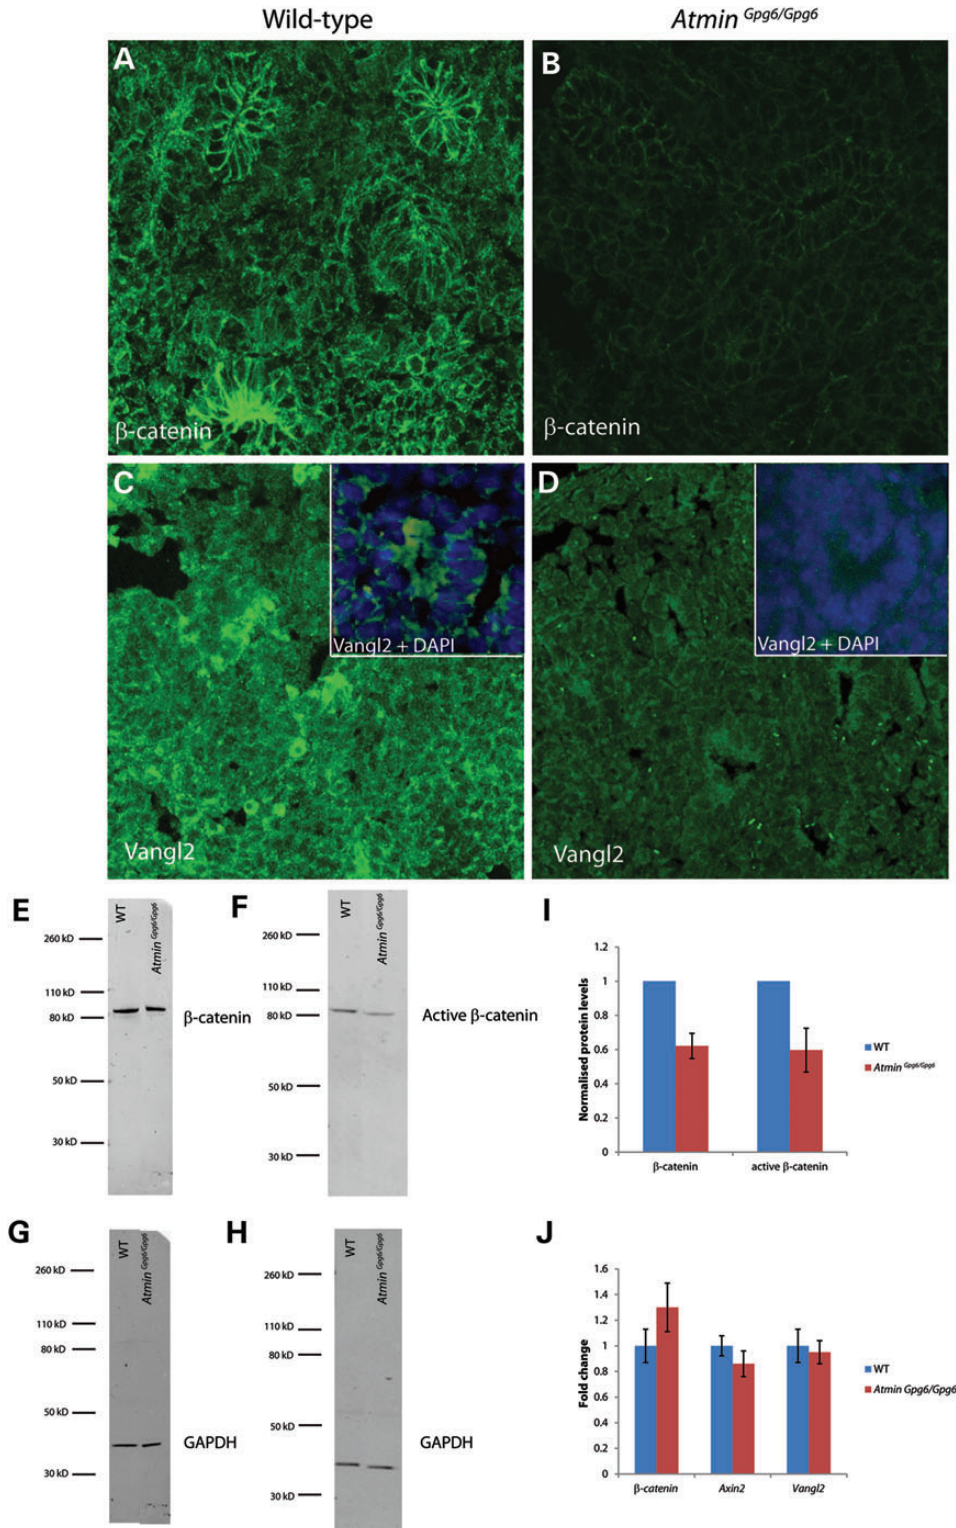 Wild-type
Atmin Gpg6/Gpg6
A
β-catenin
B
β-catenin
C
Vangl2 + DAPI
Vangl2
D
Vangl2 + DAPI
Vangl2
E
WT
Atmin Gpg6/Gpg6
260 kD
110 kD
80 kD
50 kD
30 kD
β-catenin
F
WT
Atmin Gpg6/Gpg6
260 kD
110 kD
80 kD
50 kD
30 kD
Active β-catenin
G
WT
Atmin Gpg6/Gpg6
260 kD
110 kD
80 kD
50 kD
30 kD
GAPDH
H
WT
Atmin Gpg6/Gpg6
260 kD
110 kD
80 kD
50 kD
30 kD
GAPDH
I
Normalised protein levels
1.2
1
0.8
0.6
0.4
0.2
0
β-catenin
active β-catenin
WT
Atmin Gpg6/Gpg6
J
Fold change
1.6
1.4
1.2
1
0.8
0.6
0.4
0.2
0
β-catenin
Axin2
Vangl2
WT
Atmin Gpg6/Gpg6